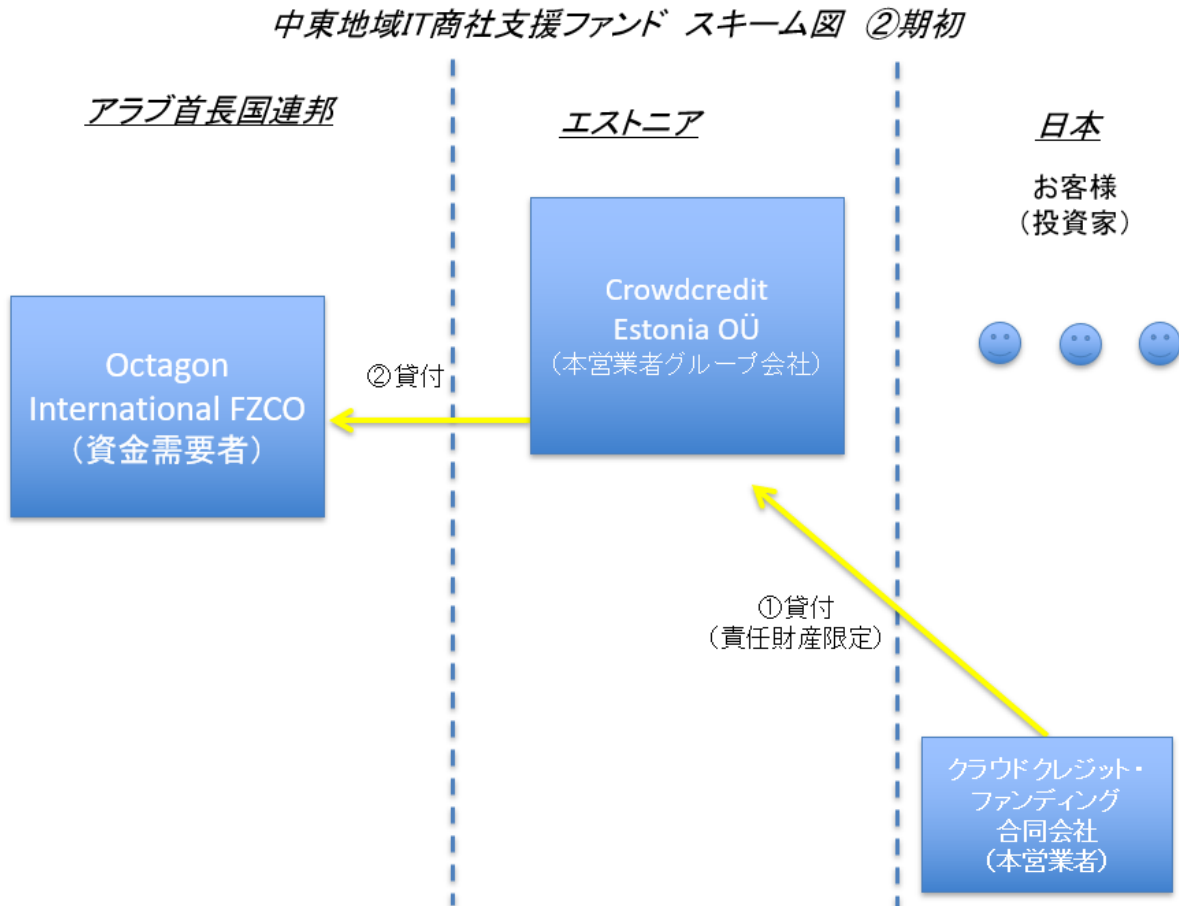 中東地域IT商社支援ファンド スキーム図 ②期初
アラブ首長国連邦
エストニア
日本
お客様
（投資家）
Crowdcredit
Estonia OÜ
（本営業者グループ会社）
Octagon
International FZCO
（資金需要者）
②貸付
①貸付
（責任財産限定）
クラウドクレジット・
ファンディング
合同会社
（本営業者）